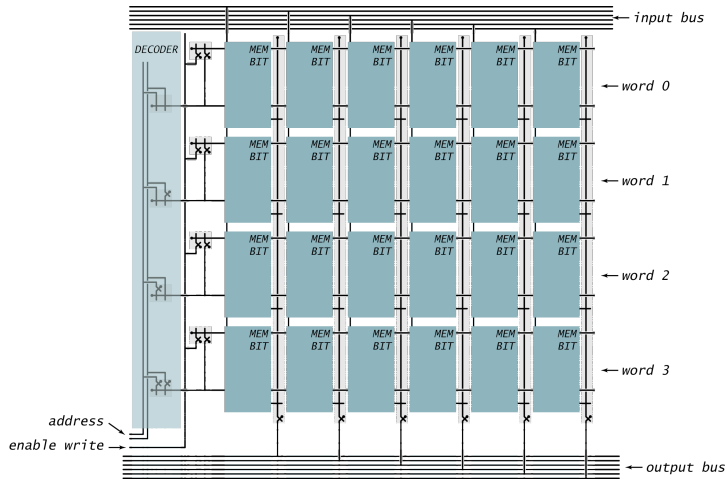 input bus
DECODER
MEM BIT MEM BIT MEM BIT MEM BIT MEM BIT MEM BIT
word 0
MEM BIT MEM BIT MEM BIT MEM BIT MEM BIT MEM BIT
word 1
MEM BIT MEM BIT MEM BIT MEM BIT MEM BIT MEM BIT
word 2
MEM BIT MEM BIT MEM BIT MEM BIT MEM BIT MEM BIT
word 3
address
enable write
output bus